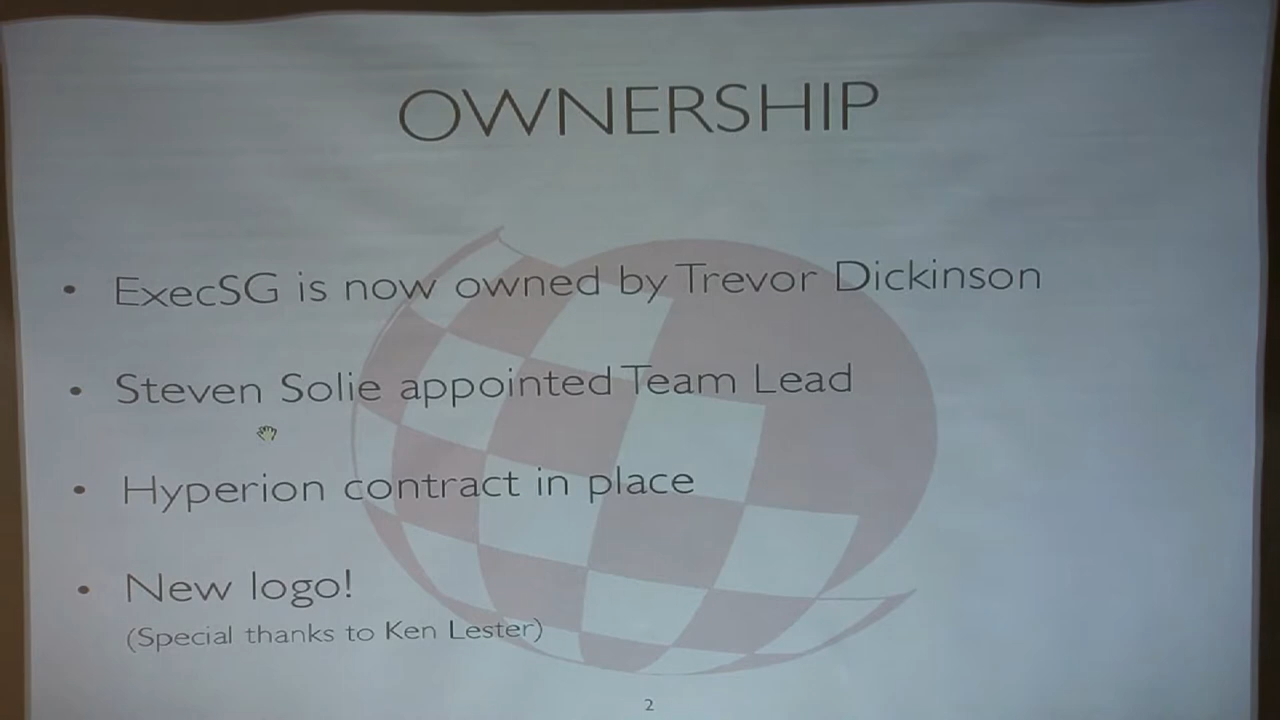 OWNERSHIP
• ExecSG is now owned by Trevor Dickinson
• Steven Solie appointed Team Lead
• Hyperion contract in place
• New logo!
(Special thanks to Ken Lester)
2